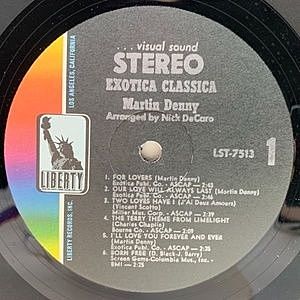 ...visual sound
STEREO
EXOTICA CLASSICA
Martin Denny
Arranged by Nick DeCaro
LST-7513
1
LOS ANGELES, CALIFORNIA
LIBERTY
LIBERTY RECORDS, INC.
1. FOR LOVERS (Martin Denny)
Exotica Publ. Co. - ASCAP - 2:43
2. OUR LOVE WILL ALWAYS LAST (Martin Denny)
Exotica Publ. Co. - ASCAP - 2:45
3. TWO LOVES HAVE I (J'Ai Deux Amours)
(Vincent Scotto)
Miller Mus. Corp. - ASCAP - 2:39
4. THE TERRY THEME FROM LIMELIGHT
(Charles Chaplin)
Bourne Co. - ASCAP - 2:25
5. I'LL LOVE YOU FOREVER AND EVER
(Martin Denny)
Exotica Publ. Co. - ASCAP - 2:35
6. BORN FREE (D. Black-J. Barry)
Screen Gems-Columbia Mus., Inc. -
BMI - 2:25